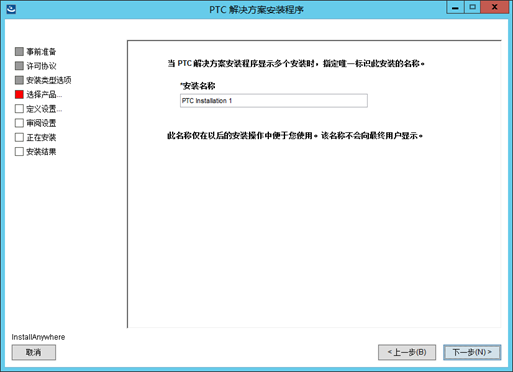 PTC 解决方案安装程序
事前准备
许可协议
安装类型选项
选择产品...
定义设置...
审阅设置
正在安装
安装结果
当 PTC 解决方案安装程序显示多个安装时，指定唯一标识此安装的名称。
*安装名称
PTC Installation 1
此名称仅在以后的安装操作中便于您使用。该名称不会向最终用户显示。
InstallAnywhere
取消
< 上一步(B)
下一步(N) >